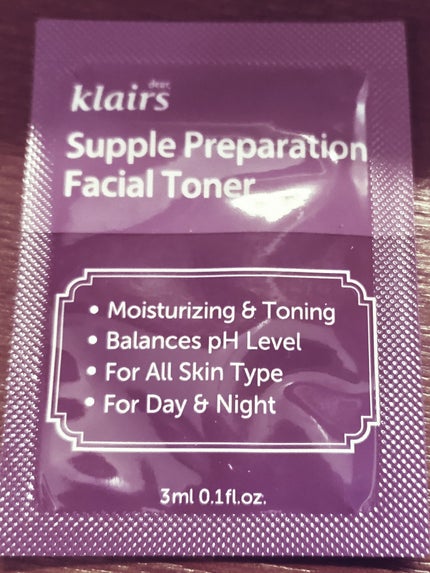 dear,
klairs
Supple Preparation
Facial Toner
• Moisturizing & Toning
• Balances pH Level
• For All Skin Type
• For Day & Night
3ml 0.1fl.oz.